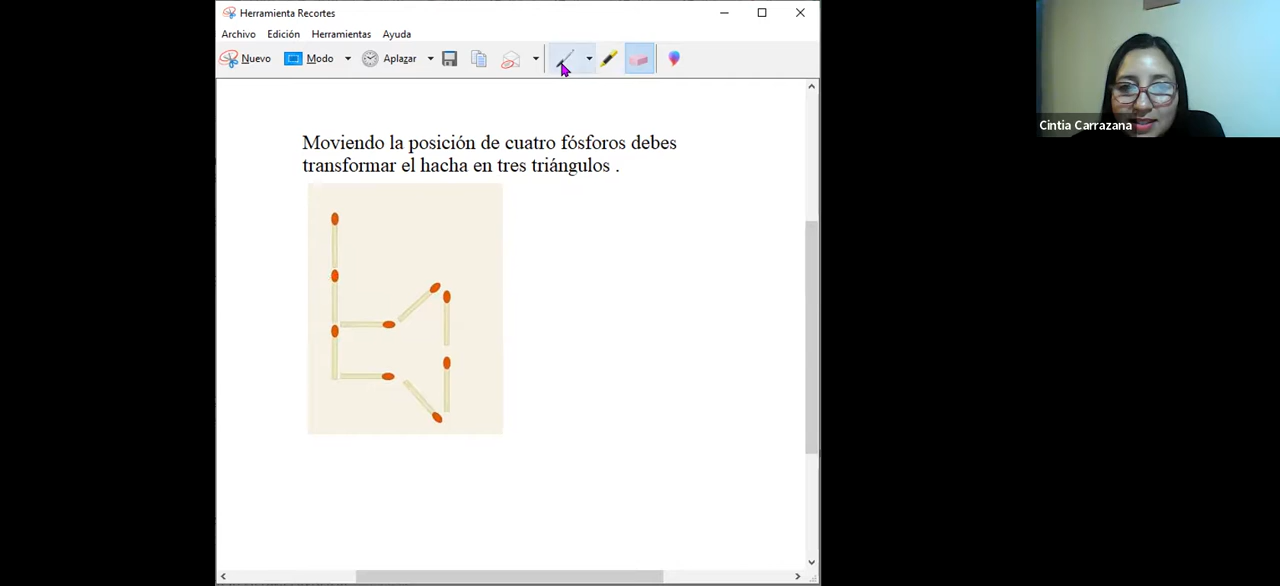 Herramienta Recortes
Archivo Edición Herramientas Ayuda
Nuevo Modo Aplazar
Moviendo la posición de cuatro fósforos debes
transformar el hacha en tres triángulos .
Cintia Carrazana